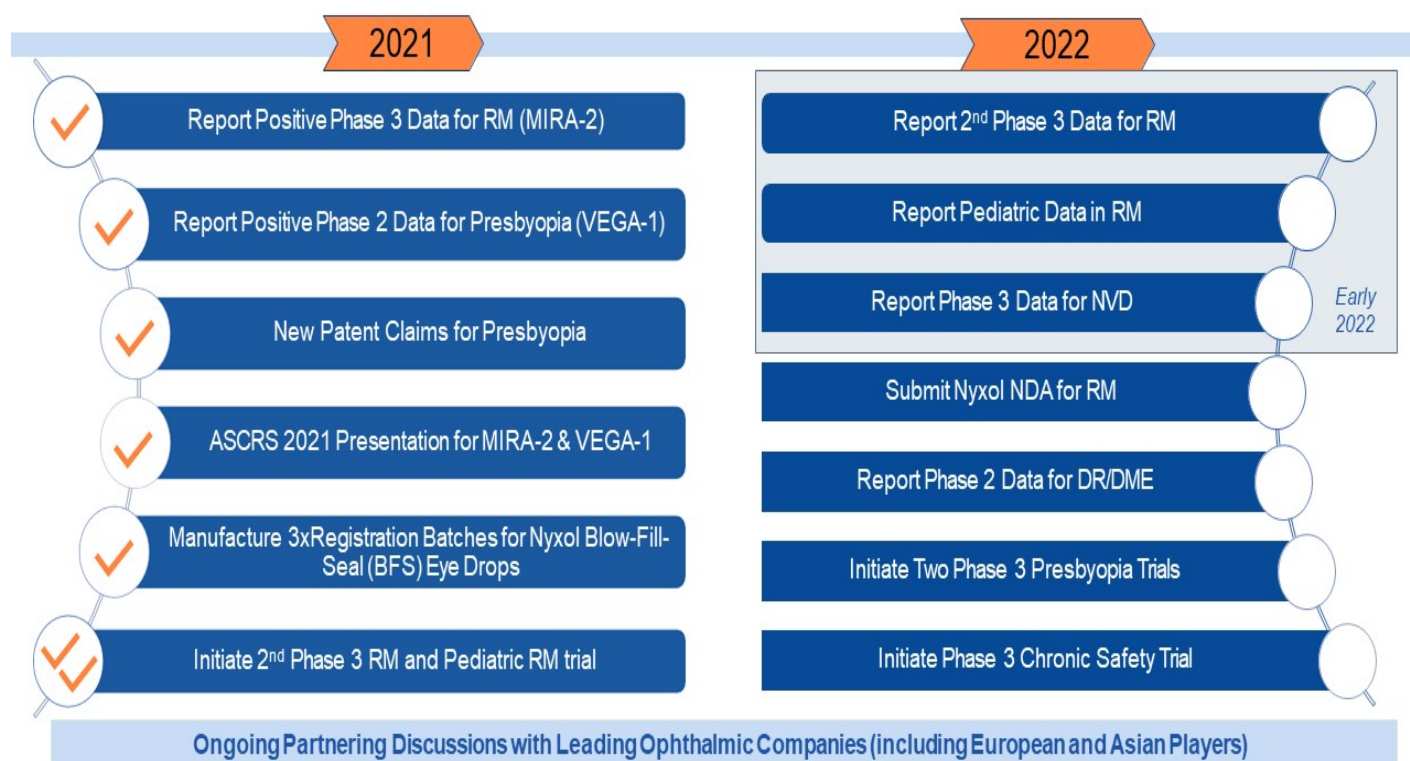 2021
2022
Report Positive Phase 3 Data for RM (MIRA-2)
Report Positive Phase 2 Data for Presbyopia (VEGA-1)
New Patent Claims for Presbyopia
ASCRS 2021 Presentation for MIRA-2 & VEGA-1
Manufacture 3xRegistration Batches for Nyxol Blow-Fill-
Seal (BFS) Eye Drops
Initiate 2nd Phase 3 RM and Pediatric RM trial
Report 2nd Phase 3 Data for RM
Report Pediatric Data in RM
Report Phase 3 Data for NVD
Early
2022
Submit Nyxol NDA for RM
Report Phase 2 Data for DR/DME
Initiate Two Phase 3 Presbyopia Trials
Initiate Phase 3 Chronic Safety Trial
Ongoing Partnering Discussions with Leading Ophthalmic Companies (including European and Asian Players)